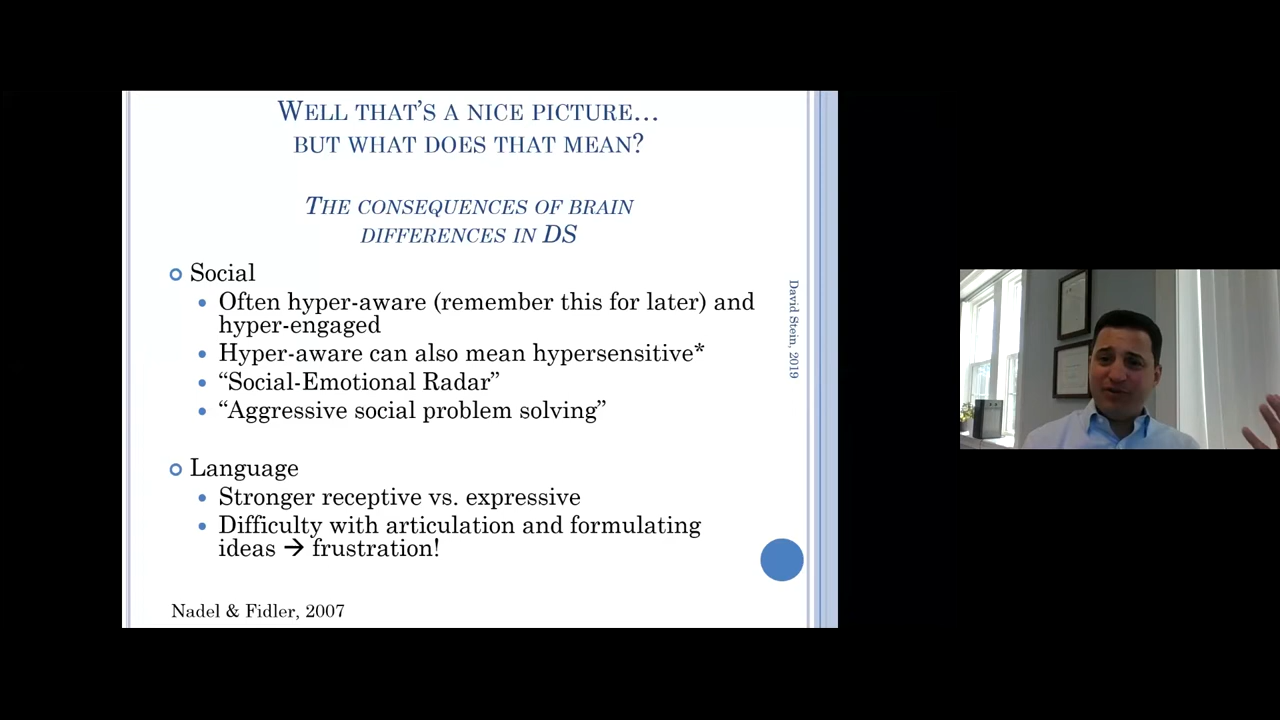 WELL THAT'S A NICE PICTURE...
BUT WHAT DOES THAT MEAN?
THE CONSEQUENCES OF BRAIN
DIFFERENCES IN DS
Social
Often hyper-aware (remember this for later) and
hyper-engaged
Hyper-aware can also mean hypersensitive*
“Social-Emotional Radar”
“Aggressive social problem solving”
Language
Stronger receptive vs. expressive
Difficulty with articulation and formulating
ideas → frustration!
Nadel & Fidler, 2007
David Stein, 2019